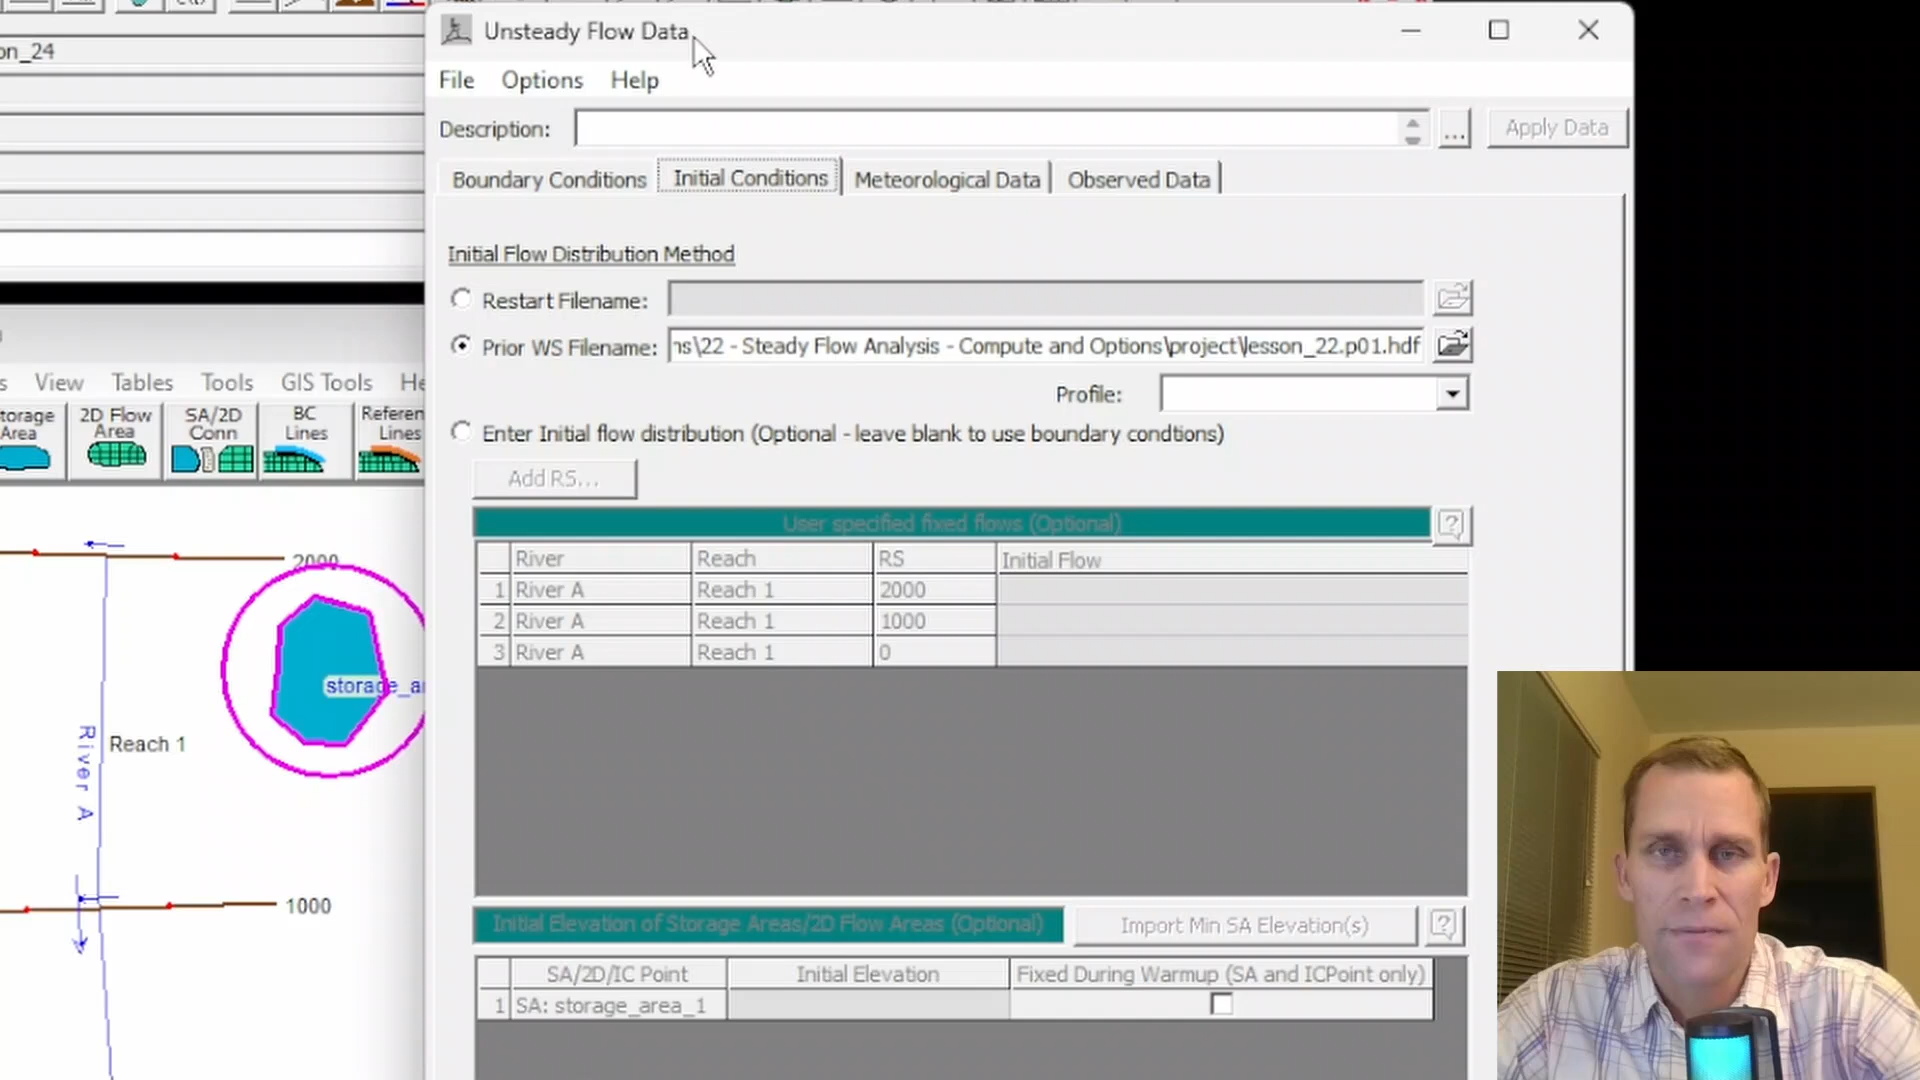 on_24
Unsteady Flow Data
File Options Help
Description:
...
Apply Data
Boundary Conditions Initial Conditions Meteorological Data Observed Data
Initial Flow Distribution Method
Restart Filename:
Prior WS Filename: ns\22 - Steady Flow Analysis - Compute and Options\project\lesson_22.p01.hdf
Profile:
Enter Initial flow distribution (Optional - leave blank to use boundary condtions)
Add RS...
User specified fixed flows (Optional)
River Reach RS Initial Flow
1 River A Reach 1 2000
2 River A Reach 1 1000
3 River A Reach 1 0
Initial Elevation of Storage Areas/2D Flow Areas (Optional) Import Min SA Elevation(s)
SA/2D/IC Point Initial Elevation Fixed During Warmup (SA and ICPoint only)
1 SA: storage_area_1
s View Tables Tools GIS Tools He
torage Area
2D Flow Area
SA/2D Conn
BC Lines
Referen Lines
2000
storage_a
River A
Reach 1
1000